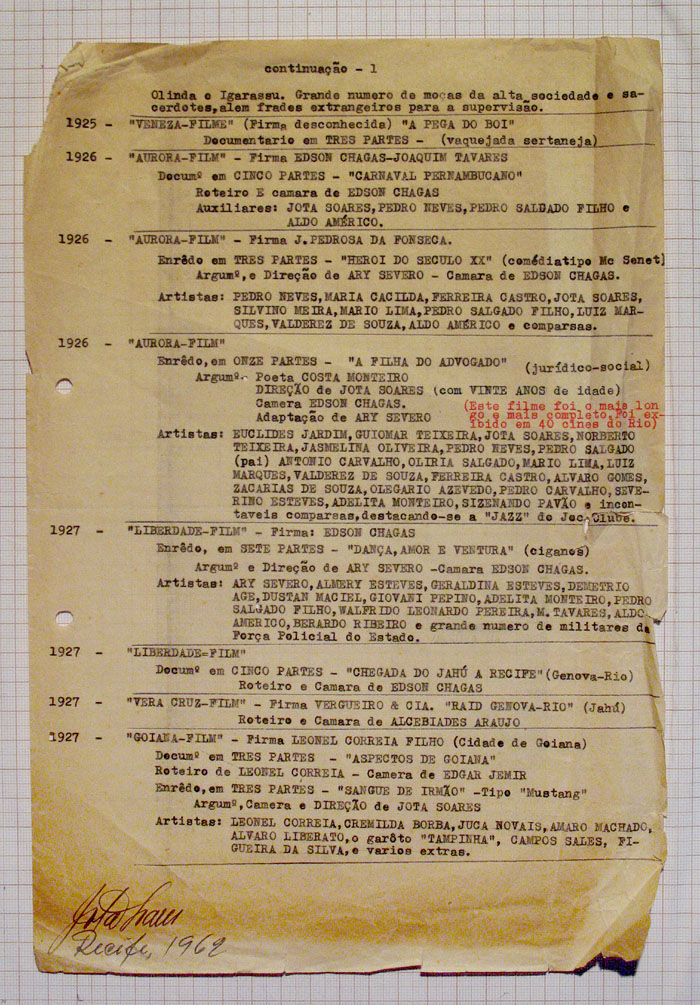 continuação - 1
Olinda e Igarassu. Grande numero de moças da alta sociedade e sa-
cerdotes,alem frades extrangeiros para a supervisão.
1925 - "VENEZA-FILME" (Firma desconhecida) "A PEGA DO BOI"
Documentario em TRES PARTES - (vaquejada sertaneja)
1926 - "AURORA-FILM" - Firma EDSON CHAGAS-JOAQUIM TAVARES
Documº em CINCO PARTES - "CARNAVAL PERNAMBUCANO"
Roteiro E camara de EDSON CHAGAS
Auxiliares: JOTA SOARES,PEDRO NEVES,PEDRO SALGADO FILHO e
ALDO AMÉRICO.
1926 - "AURORA-FILM" - Firma J.PEDROSA DA FONSECA.
Enrêdo em TRES PARTES - "HEROI DO SECULO XX" (comédiatipo Mc Senet)
Argumº,e Direção de ARY SEVERO - Camara de EDSON CHAGAS.
Artistas: PEDRO NEVES,MARIA CACILDA,FERREIRA CASTRO,JOTA SOARES,
SILVINO MEIRA,MARIO LIMA,PEDRO SALGADO FILHO,LUIZ MAR-
QUES,VALDEREZ DE SOUZA,ALDO AMÉRICO e comparsas.
1926 - "AURORA-FILM"
Enrêdo,em ONZE PARTES - "A FILHA DO ADVOGADO" (jurídico-social)
Argumº. Poeta COSTA MONTEIRO
DIREÇÃO de JOTA SOARES (com VINTE ANOS de idade)
Camera EDSON CHAGAS.
Adaptação de ARY SEVERO
(Este filme foi o mais lon
go e mais completo.Foi ex-
ibido em 40 cines do Rio)
Artistas: EUCLIDES JARDIM,GUIOMAR TEIXEIRA,JOTA SOARES,NORBERTO
TEIXEIRA,JASMELINA OLIVEIRA,PEDRO NEVES,PEDRO SALGADO
(pai) ANTONIO CARVALHO,OLIRIA SALGADO,MARIO LIMA,LUIZ
MARQUES,VALDEREZ DE SOUZA,FERREIRA CASTRO,ALVARO GOMES,
ZACARIAS DE SOUZA,OLEGARIO AZEVEDO,PEDRO CARVALHO,SEVE-
RINO ESTEVES,ADELITA MONTEIRO,SIZENANDO PAVÃO e incon-
taveis comparsas,destacando-se a "JAZZ" do Joc.Clube.
1927 - "LIBERDADE-FILM" - Firma: EDSON CHAGAS
Enrêdo, em SETE PARTES - "DANÇA,AMOR E VENTURA" (ciganos)
Argumº e Direção de ARY SEVERO -Camara EDSON CHAGAS.
Artistas: ARY SEVERO,ALMERY ESTEVES,GERALDINA ESTEVES,DEMETRIO
AGE,DUSTAN MACIEL,GIOVANI PEPINO,ADELITA MONTEIRO,PEDRO
SALGADO FILHO,WALFRIDO LEONARDO PEREIRA,M.TAVARES,ALDO
AMERICO,BERARDO RIBEIRO e grande numero de militares da
Força Policial do Estado.
1927 - "LIBERDADE=FILM"
Documº em CINCO PARTES - "CHEGADA DO JAHÚ A RECIFE"(Genova-Rio)
Roteiro e Camara de EDSON CHAGAS
1927 - "VERA CRUZ-FILM" - Firma VERGUEIRO & CIA. "RAID GENOVA-RIO" (Jahú)
Roteiro e Camara de ALCEBIADES ARAUJO
1927 - "GOIANA-FILM" - Firma LEONEL CORREIA FILHO (Cidade de Goiana)
Documº em TRES PARTES - "ASPECTOS DE GOIANA"
Roteiro de LEONEL CORREIA - Camera de EDGAR JEMIR
Enrêdo,em TRES PARTES - "SANGUE DE IRMÃO" -Tipo "Mustang"
Argumº,Camera e DIREÇÃO de JOTA SOARES
Artistas: LEONEL CORREIA,CREMILDA BORBA,JUCA NOVAIS,AMARO MACHADO,
ALVARO LIBERATO,o garôto "TAMPINHA", CAMPOS SALES, FI-
GUEIRA DA SILVA,e varios extras.
Jota Soares
Recife, 1962